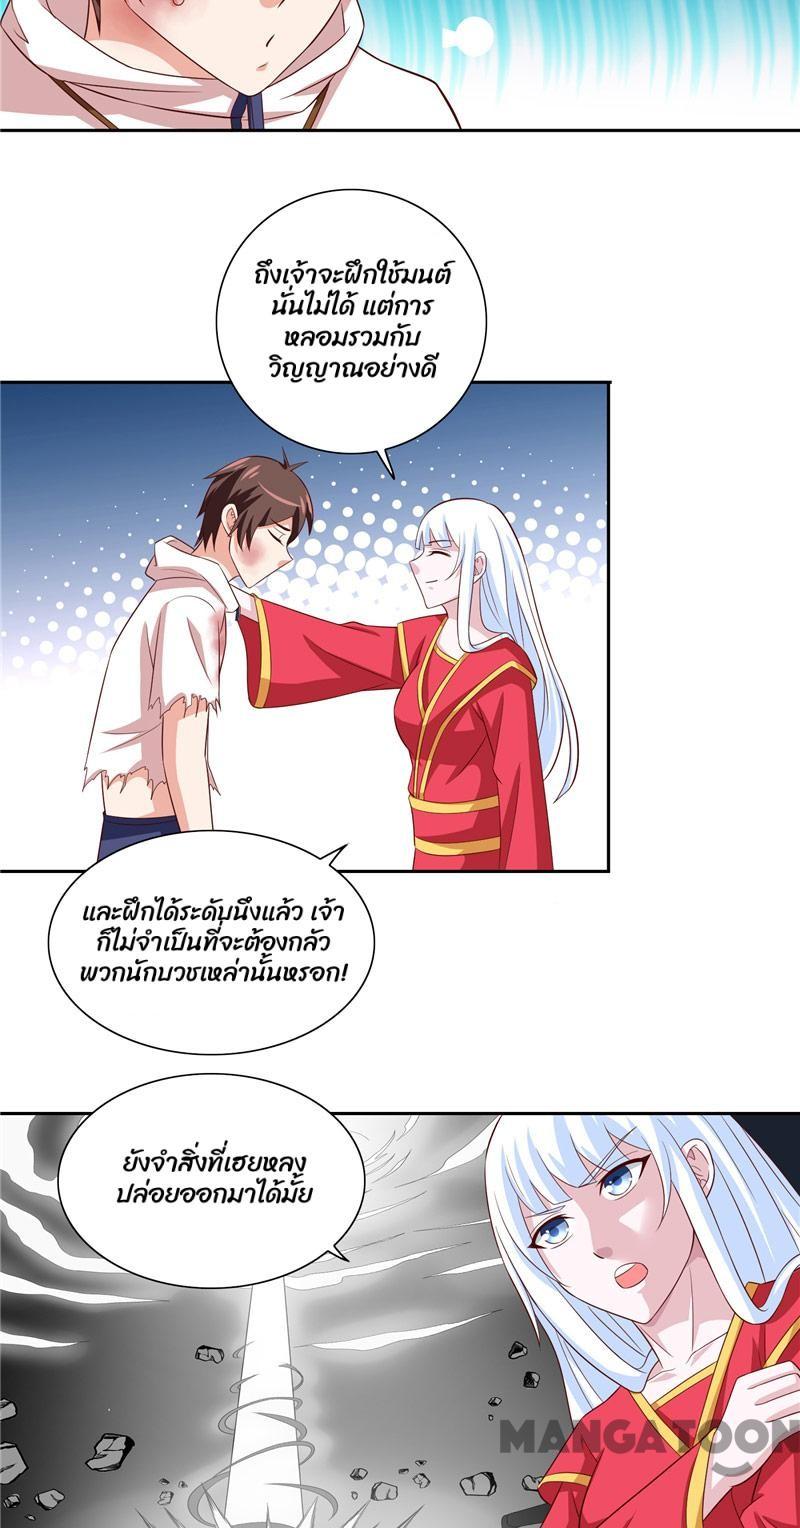 ถึงเจ้าจะฝึกใช้มนต์
นั่นไม่ได้ แต่การ
หลอมรวมกับ
วิญญาณอย่างดี
และฝึกได้ระดับนึงแล้ว เจ้า
ก็ไม่จำเป็นที่จะต้องกลัว
พวกนักบวชเหล่านั้นหรอก!
ยังจำสิ่งที่เฮยหลง
ปล่อยออกมาได้มั้ย
MANGATOON